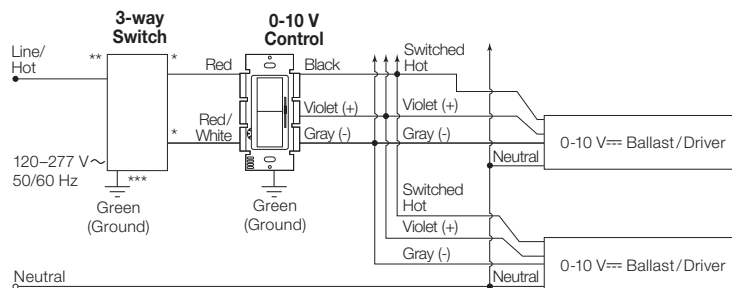 3-way
Switch
0-10 V
Control
Line/
Hot
**
*
Red
Black
Switched
Hot
Violet (+)
Violet (+)
Red/
White
*
Gray (-)
Gray (-)
0-10 V⎓ Ballast/Driver
Neutral
120–277 V~
50/60 Hz
***
Green
(Ground)
Green
(Ground)
Switched
Hot
Violet (+)
Gray (-)
0-10 V⎓ Ballast/Driver
Neutral
Neutral